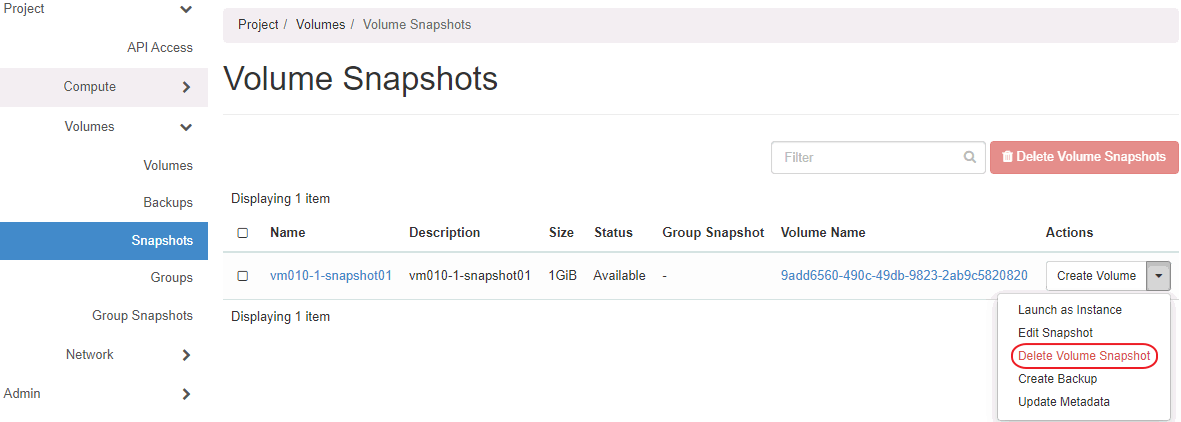 Project
API Access
Compute
Volumes
Volumes
Backups
Snapshots
Groups
Group Snapshots
Network
Admin
Project / Volumes / Volume Snapshots
Volume Snapshots
Filter
Delete Volume Snapshots
Displaying 1 item
Name Description Size Status Group Snapshot Volume Name Actions
vm010-1-snapshot01 vm010-1-snapshot01 1GiB Available - 9add6560-490c-49db-9823-2ab9c5820820 Create Volume
Displaying 1 item
Launch as Instance
Edit Snapshot
Delete Volume Snapshot
Create Backup
Update Metadata